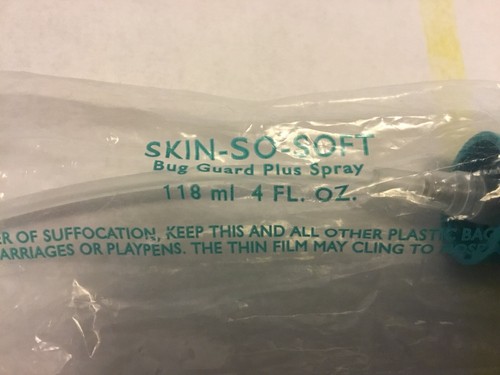 SKIN-SO-SOFT
Bug Guard Plus Spray
118 ml 4 FL. OZ.
OF SUFFOCATION, KEEP THIS AND ALL OTHER PLASTIC BAG
OR PLAYPENS. THE THIN FILM MAY CLING TO